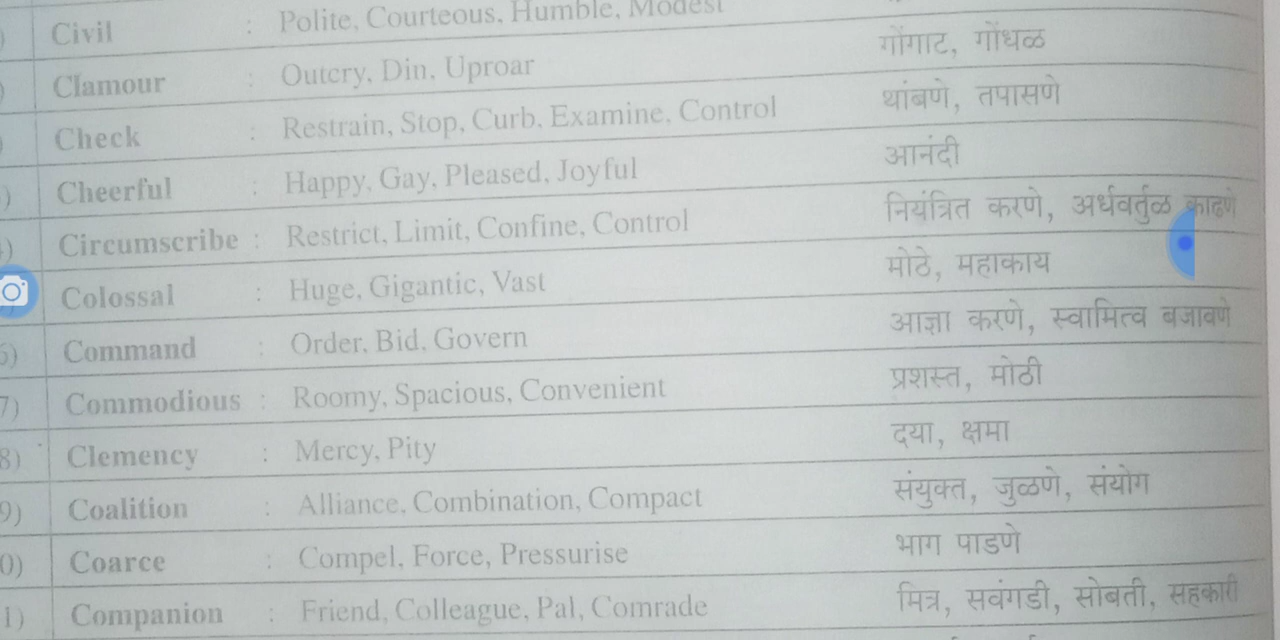 Civil : Polite, Courteous, Humble, Modest
Clamour : Outcry, Din, Uproar गोंगाट, गोंधळ
Check : Restrain, Stop, Curb, Examine, Control थांबणे, तपासणे
) Cheerful : Happy, Gay, Pleased, Joyful आनंदी
) Circumscribe : Restrict, Limit, Confine, Control नियंत्रित करणे, अर्धवर्तुळ काढणे
Colossal : Huge, Gigantic, Vast मोठे, महाकाय
) Command : Order, Bid, Govern आज्ञा करणे, स्वामित्व बजावणे
7) Commodious : Roomy, Spacious, Convenient प्रशस्त, मोठी
8) Clemency : Mercy, Pity दया, क्षमा
9) Coalition : Alliance, Combination, Compact संयुक्त, जुळणे, संयोग
0) Coarce : Compel, Force, Pressurise भाग पाडणे
1) Companion : Friend, Colleague, Pal, Comrade मित्र, सवंगडी, सोबती, सहकारी